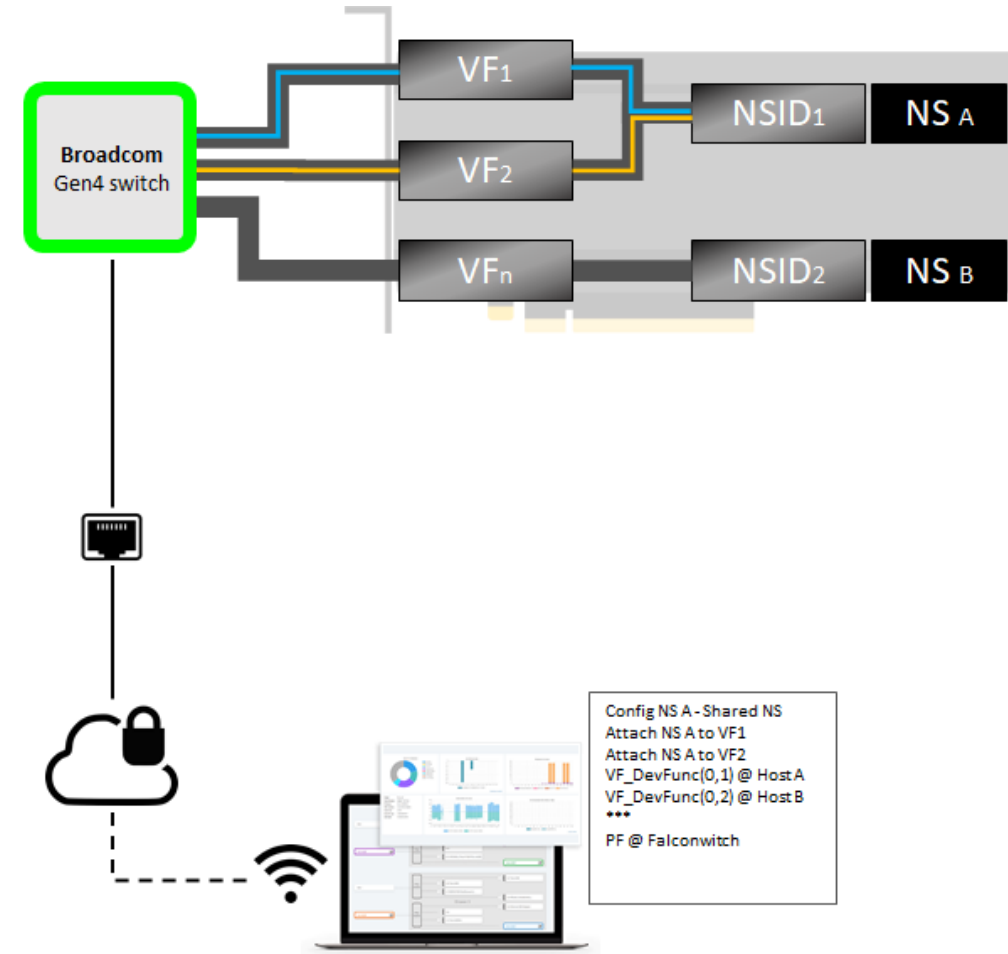 VF1
Broadcom
Gen4 switch
NSID1
NS A
VF2
VFn
NSID2
NS B
Config NS A - Shared NS
Attach NS A to VF1
Attach NS A to VF2
VF_DevFunc(0,1) @ Host A
VF_DevFunc(0,2) @ Host B
***
PF @ Falconwitch